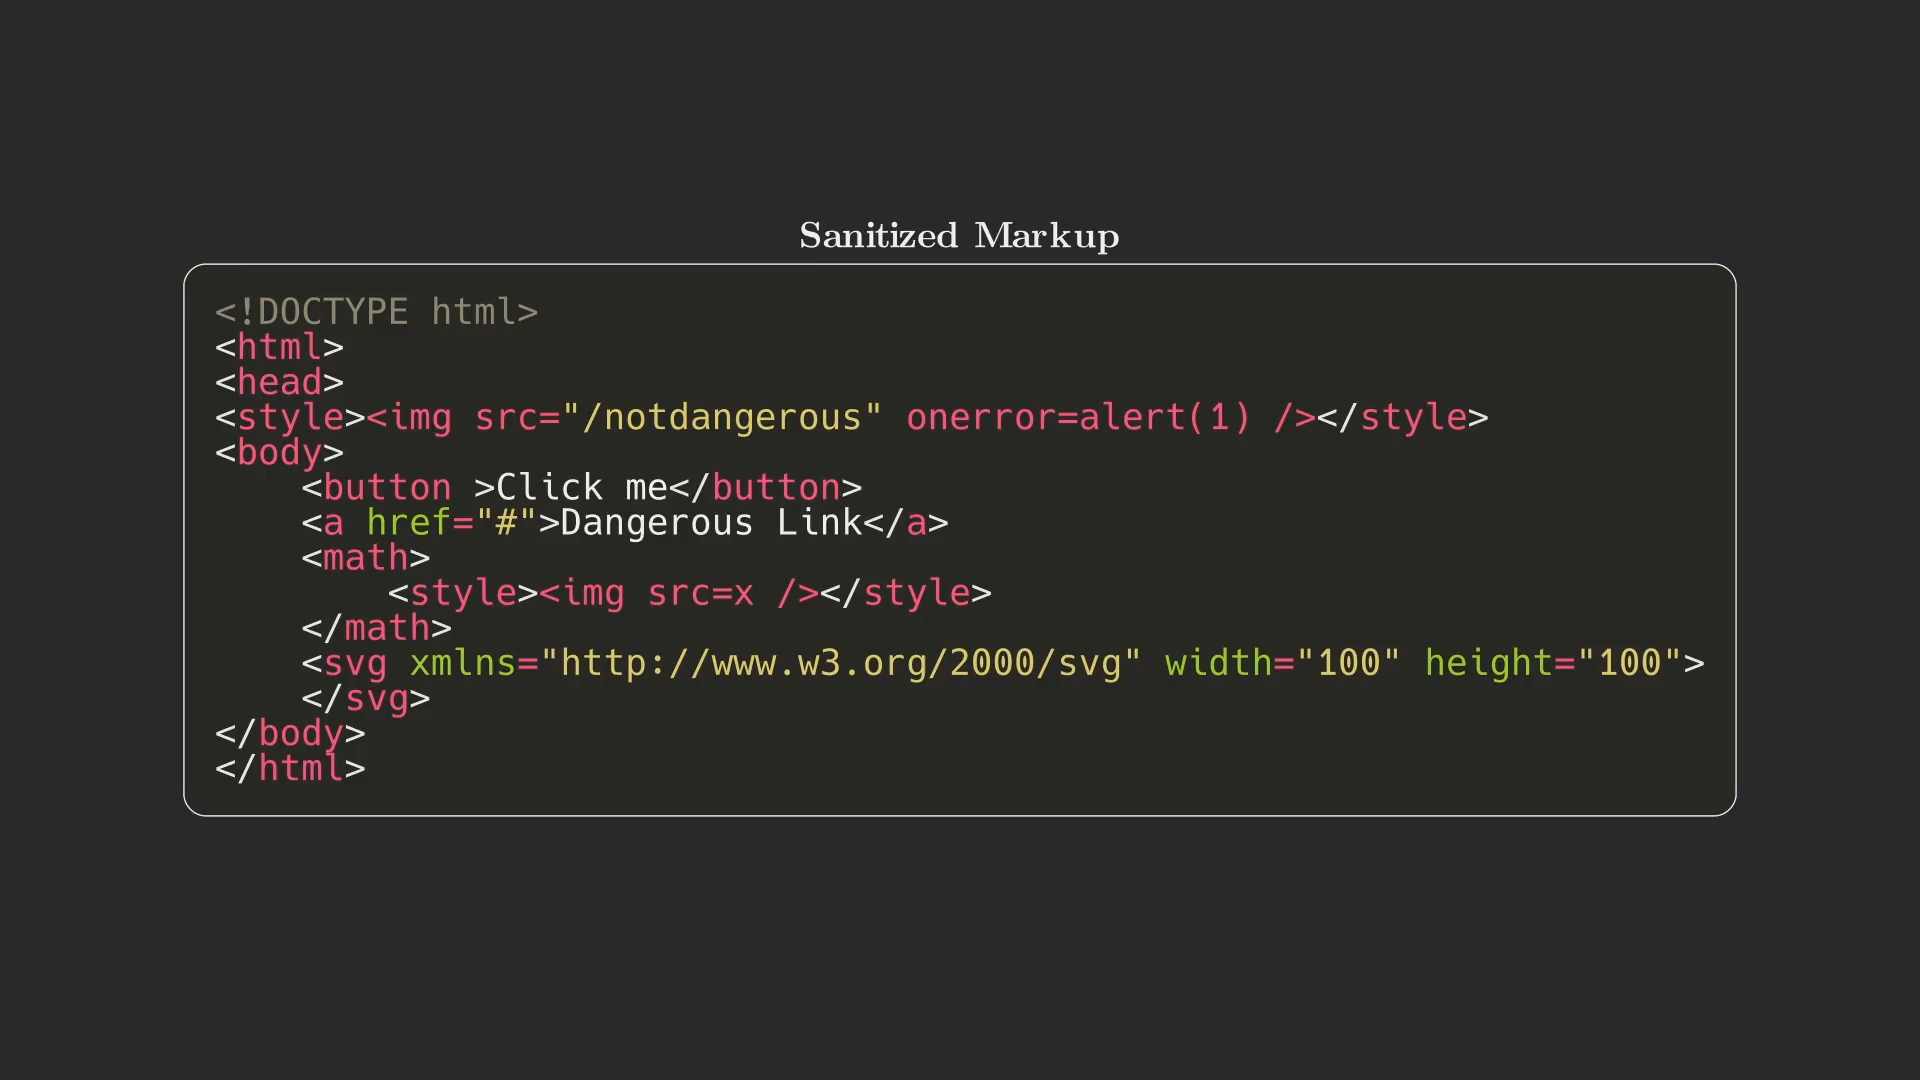 Sanitized Markup
<!DOCTYPE html>
<html>
<head>
<style><img src="/notdangerous" onerror=alert(1) /></style>
<body>
    <button >Click me</button>
    <a href="#">Dangerous Link</a>
    <math>
        <style><img src=x /></style>
    </math>
    <svg xmlns="http://www.w3.org/2000/svg" width="100" height="100">
    </svg>
</body>
</html>